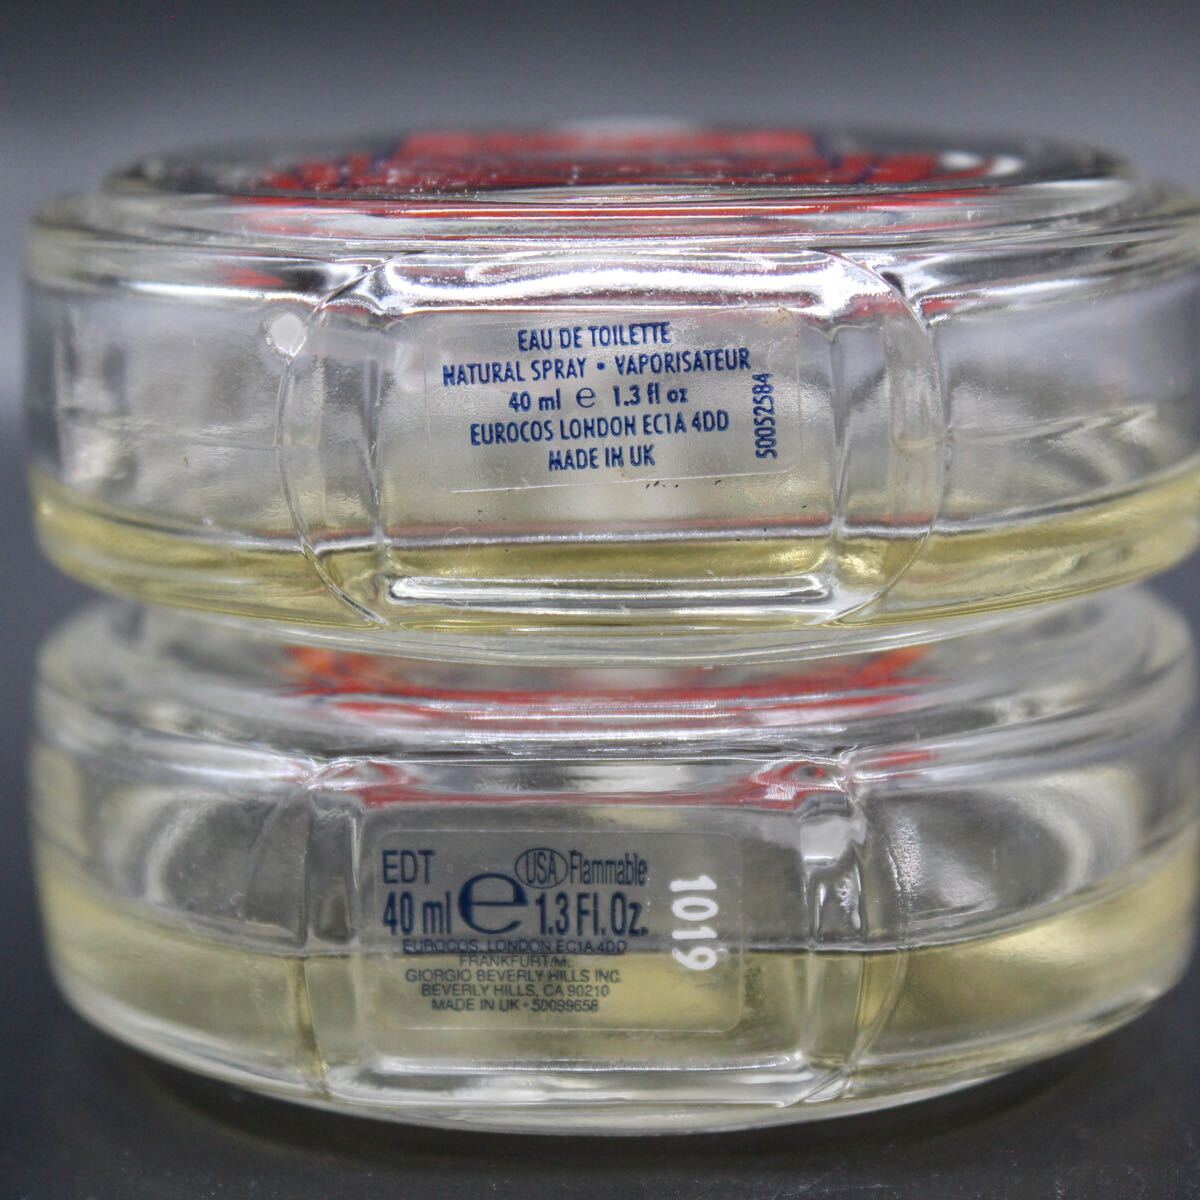 EAU DE TOILETTE
NATURAL SPRAY • VAPORISATEUR
40 ml e 1.3 fl oz
EUROCOS LONDON EC1A 4DD
MADE IN UK
50052584
EDT
USA Flammable
40 ml e 1.3 Fl.Oz.
EUROCOS, LONDON EC1A 4DD
FRANKFURT/M.
GIORGIO BEVERLY HILLS INC.
BEVERLY HILLS, CA 90210
MADE IN UK - 50099656
1019